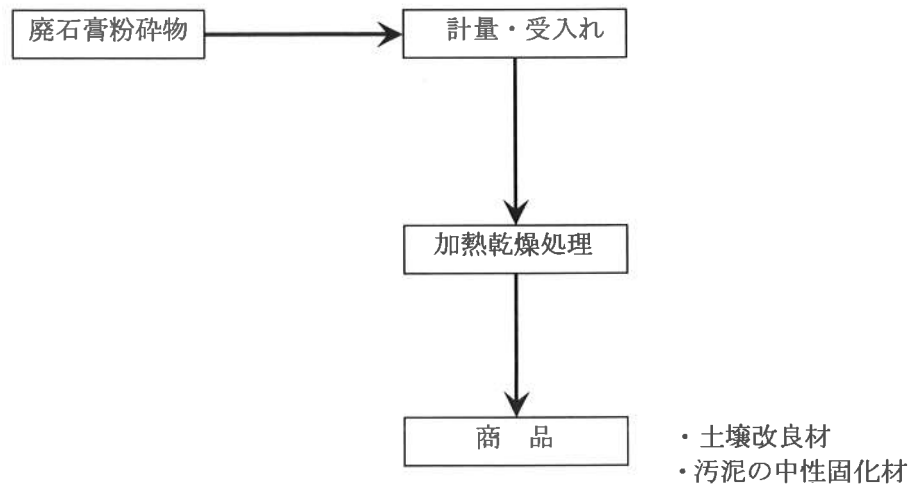 廃石膏粉砕物
計量・受入れ
加熱乾燥処理
商　品
・土壌改良材
・汚泥の中性固化材